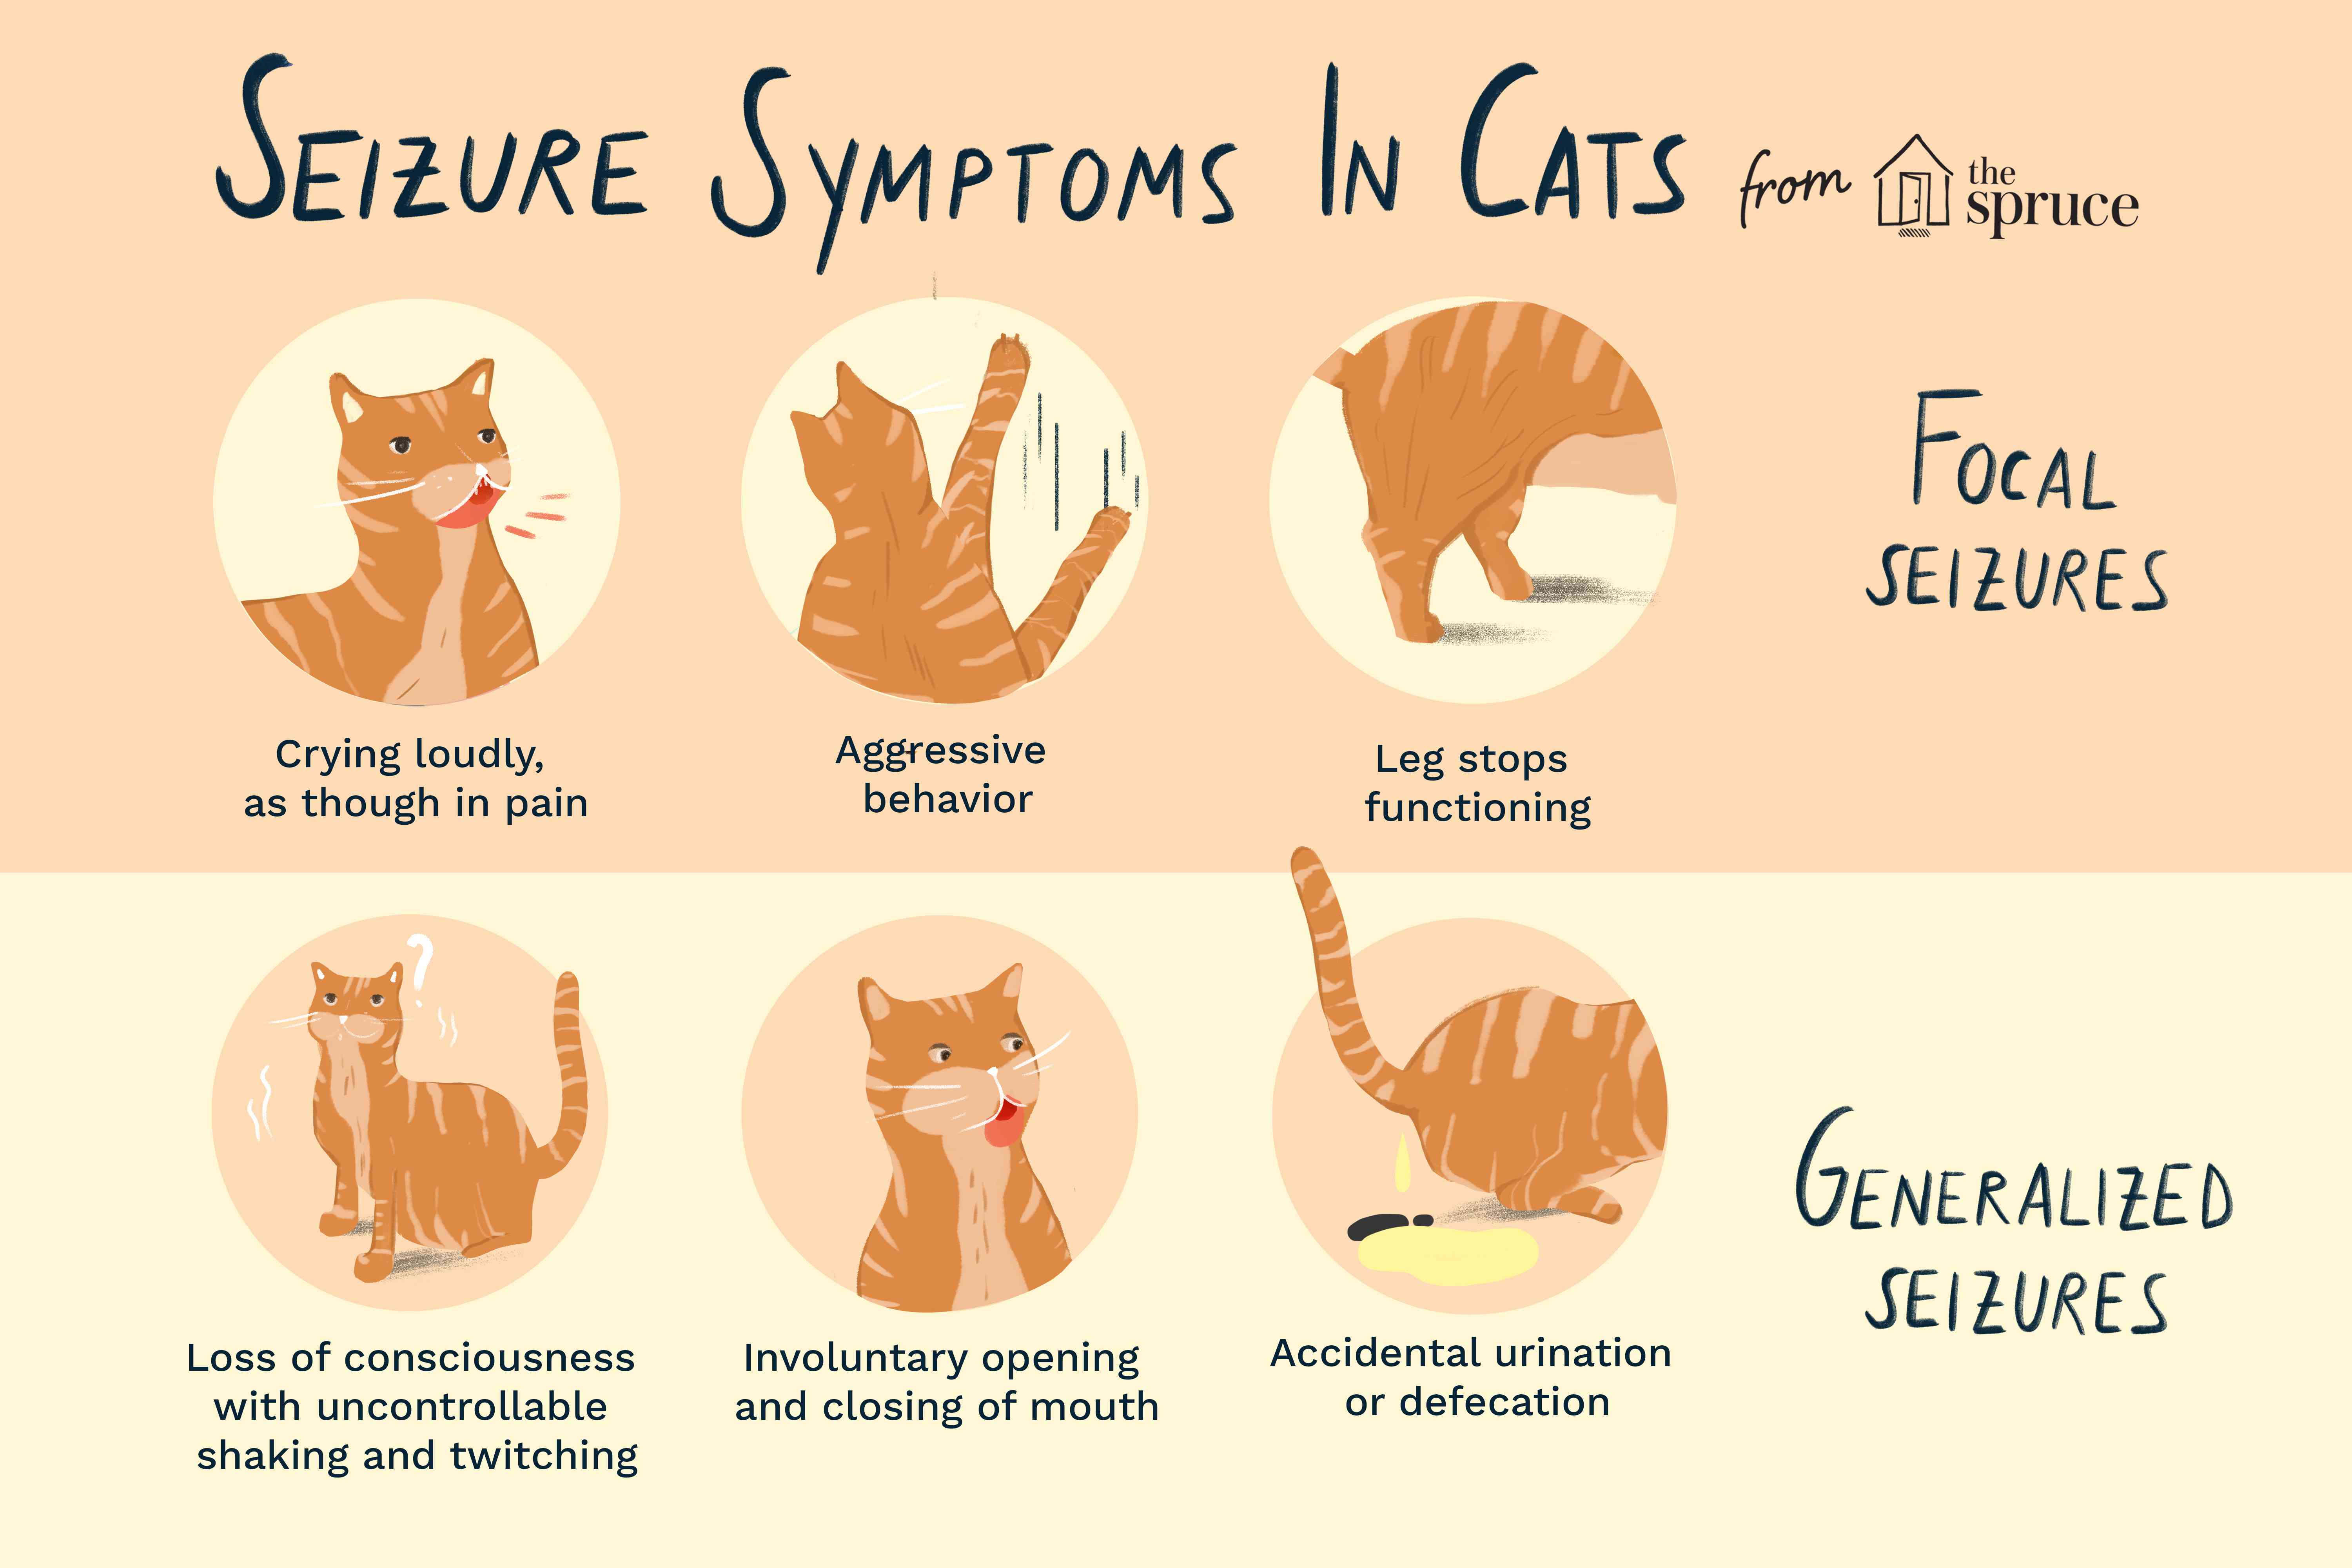 Seizure Symptoms In Cats from the spruce
Focal
seizures
Crying loudly,
as though in pain
Aggressive
behavior
Leg stops
functioning
Generalized
seizures
Loss of consciousness
with uncontrollable
shaking and twitching
Involuntary opening
and closing of mouth
Accidental urination
or defecation